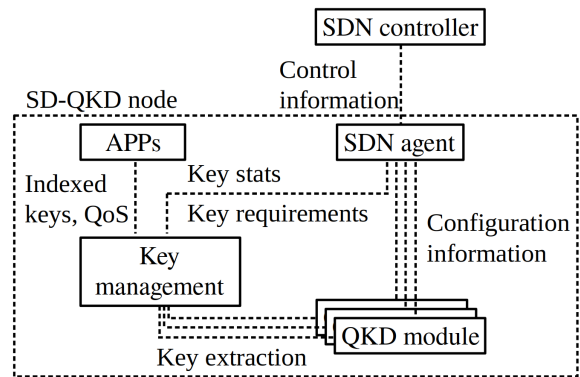 SDN controller
Control
information
SD-QKD node
APPs
SDN agent
Key stats
Indexed
keys, QoS
Key requirements
Configuration
information
Key
management
QKD module
Key extraction